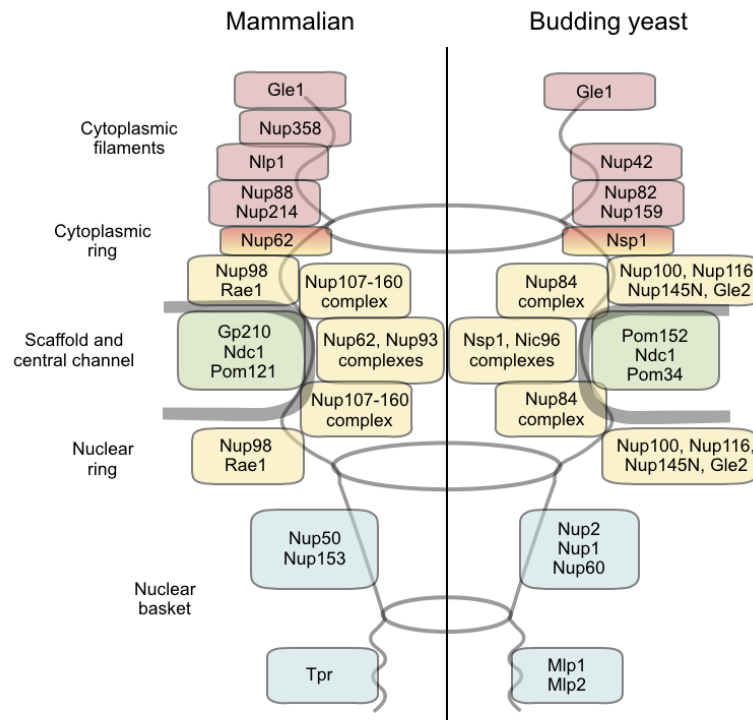 Mammalian
Budding yeast
Cytoplasmic
filaments
Gle1
Nup358
Nlp1
Nup88
Nup214
Gle1
Nup42
Nup82
Nup159
Cytoplasmic
ring
Nup62
Nsp1
Nup98
Rae1
Nup107-160
complex
Nup84
complex
Nup100, Nup116,
Nup145N, Gle2
Scaffold and
central channel
Gp210
Ndc1
Pom121
Nup62, Nup93
complexes
Nsp1, Nic96
complexes
Pom152
Ndc1
Pom34
Nup107-160
complex
Nup84
complex
Nuclear
ring
Nup98
Rae1
Nup100, Nup116,
Nup145N, Gle2
Nuclear
basket
Nup50
Nup153
Nup2
Nup1
Nup60
Tpr
Mlp1
Mlp2